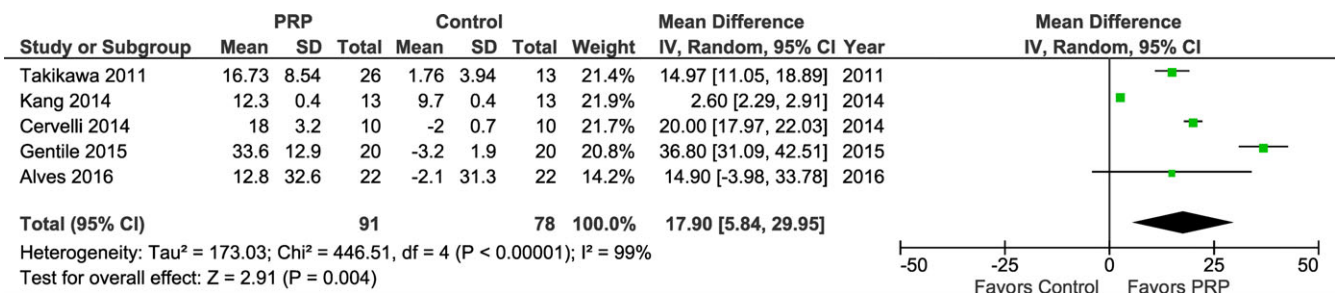 PRP Control Mean Difference Mean Difference
Study or Subgroup Mean SD Total Mean SD Total Weight IV, Random, 95% CI Year IV, Random, 95% CI
Takikawa 2011 16.73 8.54 26 1.76 3.94 13 21.4% 14.97 [11.05, 18.89] 2011
Kang 2014 12.3 0.4 13 9.7 0.4 13 21.9% 2.60 [2.29, 2.91] 2014
Cervelli 2014 18 3.2 10 -2 0.7 10 21.7% 20.00 [17.97, 22.03] 2014
Gentile 2015 33.6 12.9 20 -3.2 1.9 20 20.8% 36.80 [31.09, 42.51] 2015
Alves 2016 12.8 32.6 22 -2.1 31.3 22 14.2% 14.90 [-3.98, 33.78] 2016
Total (95% CI) 91 78 100.0% 17.90 [5.84, 29.95]
Heterogeneity: Tau² = 173.03; Chi² = 446.51, df = 4 (P < 0.00001); I² = 99%
Test for overall effect: Z = 2.91 (P = 0.004)
-50 -25 0 25 50
Favors Control Favors PRP